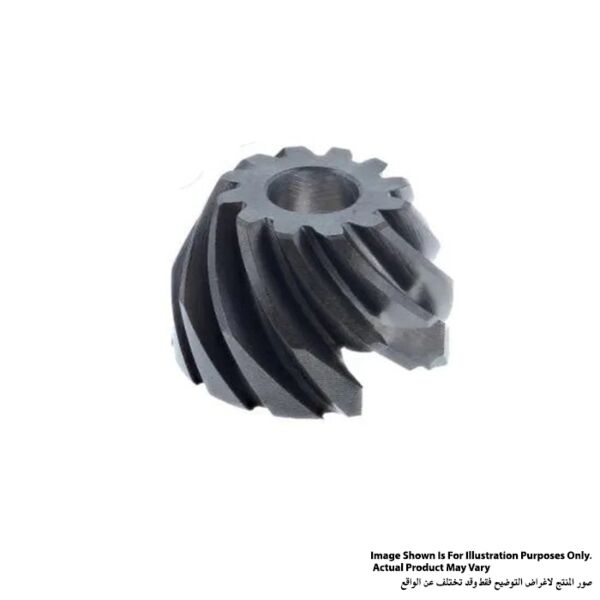 Image Shown Is For Illustration Purposes Only.
Actual Product May Vary
صور المنتج لاغراض التوضيح فقط وقد تختلف عن الواقع